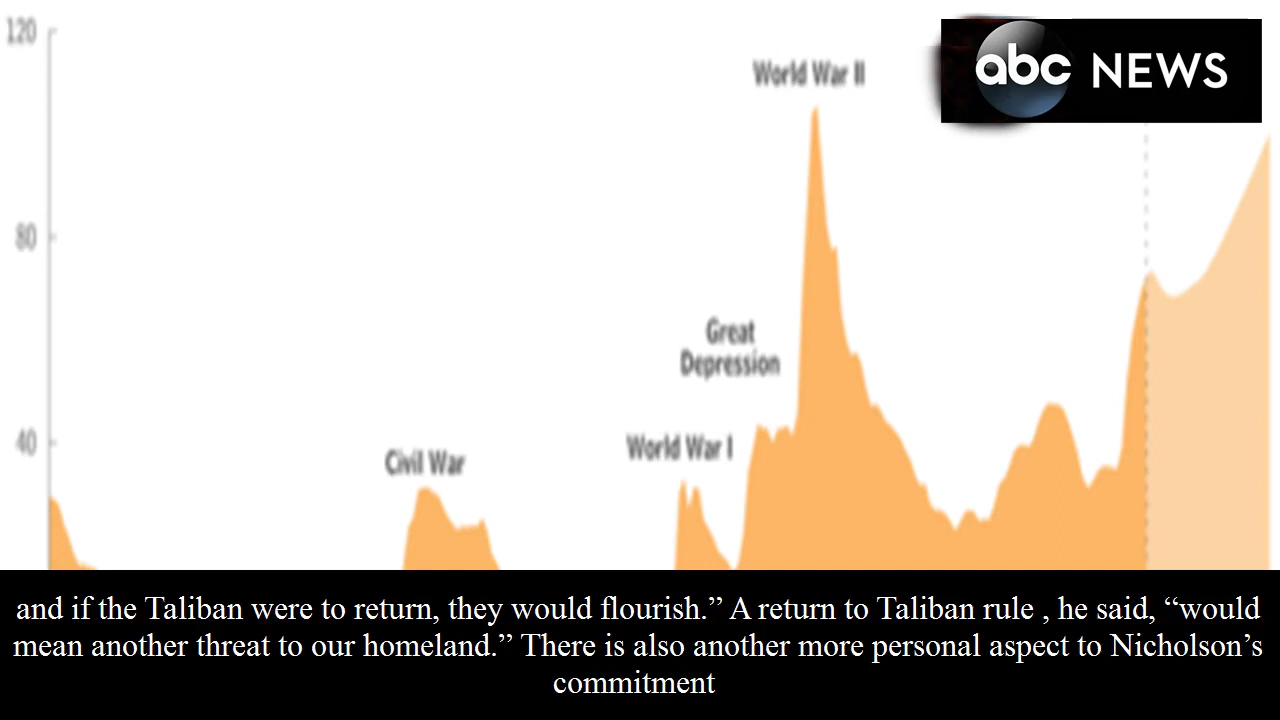 120
abc NEWS
World War II
80
Great
Depression
World War I
40
Civil War
and if the Taliban were to return, they would flourish.” A return to Taliban rule , he said, “would
mean another threat to our homeland.” There is also another more personal aspect to Nicholson’s
commitment